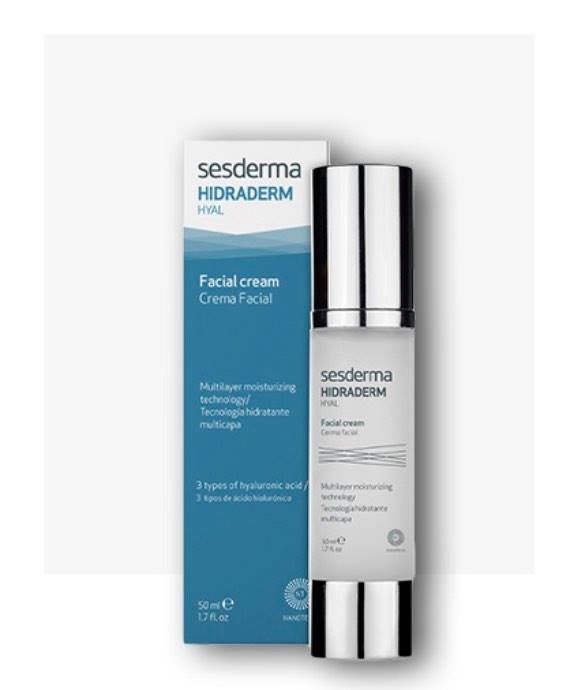 sesderma
HIDRADERM
HYAL
Facial cream
Crema Facial
Multilayer moisturizing
technology/
Tecnología hidratante
multicapa
3 types of hyaluronic acid /
3 tipos de ácido hialurónico
50 ml ℮
1.7 fl. oz
NT
NANOTE
sesderma
HIDRADERM
HYAL
Facial cream
Crema facial
Multilayer moisturizing
technology
Tecnología hidratante
multicapa
50 ml ℮
1.7 fl. oz